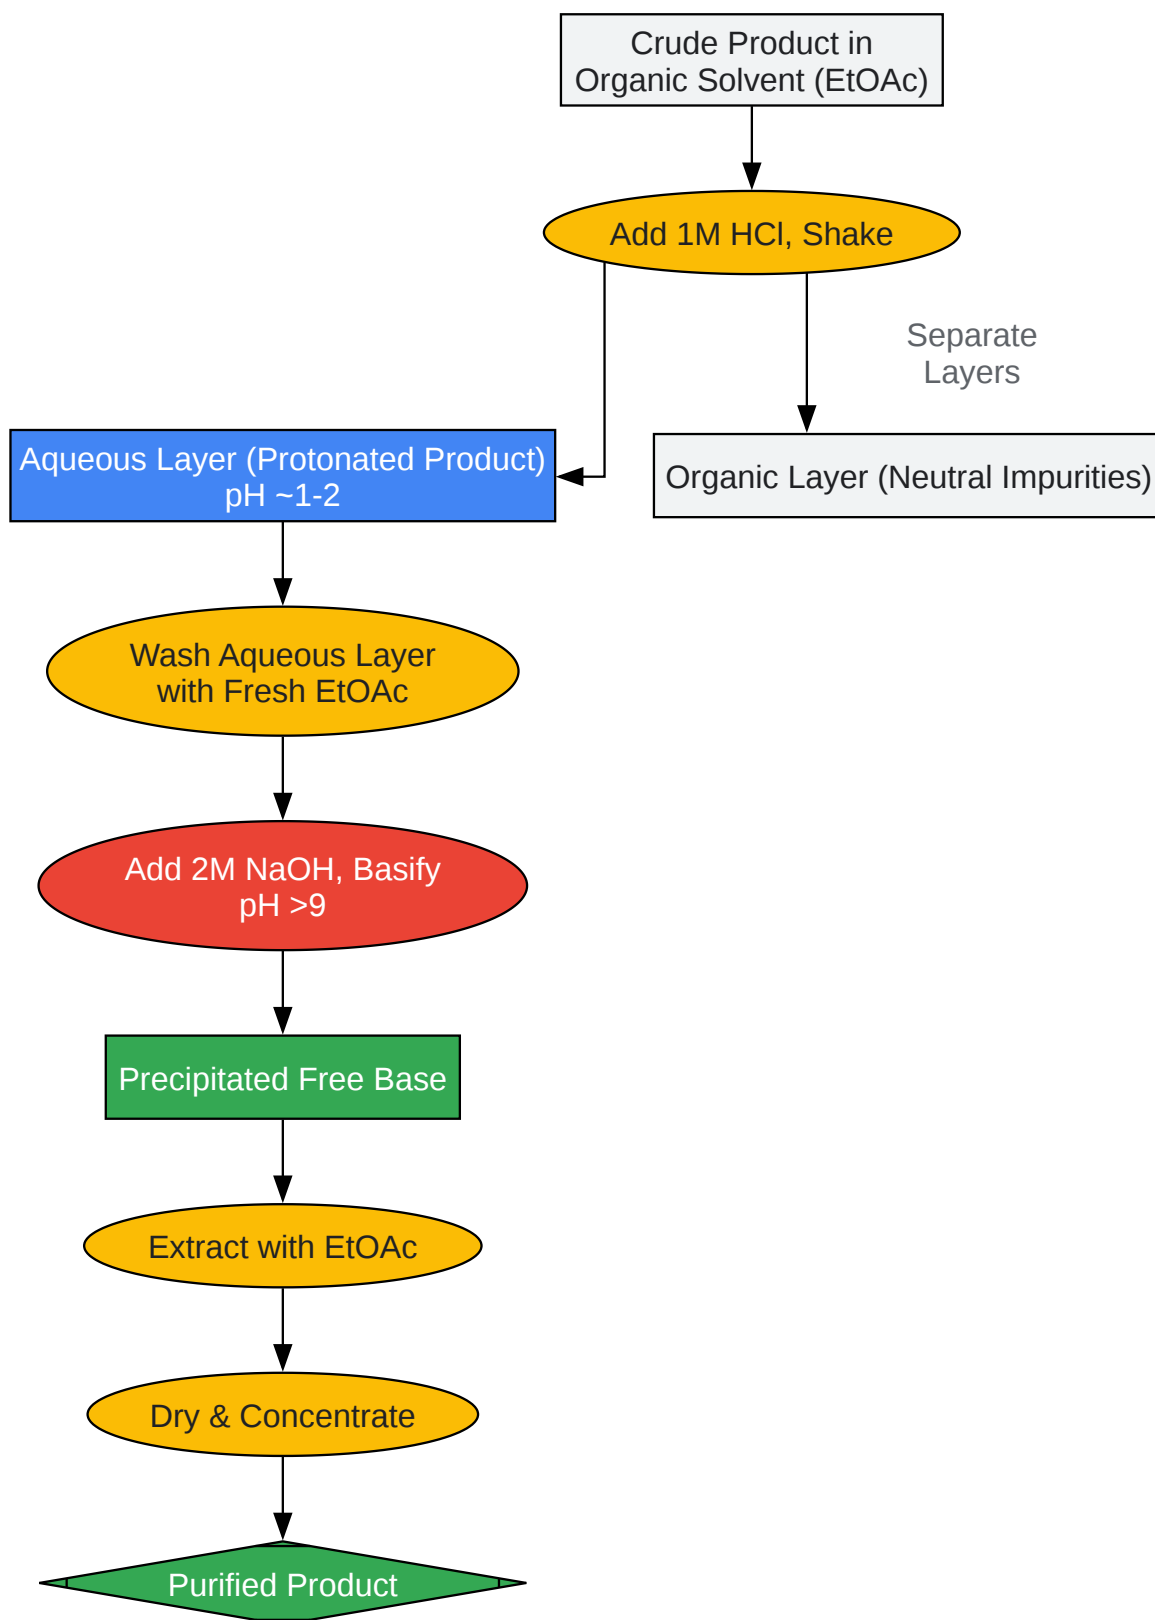 Crude Product in
Organic Solvent (EtOAc)
Add 1M HCl, Shake
Separate
Layers
Aqueous Layer (Protonated Product)
pH ~1-2
Organic Layer (Neutral Impurities)
Wash Aqueous Layer
with Fresh EtOAc
Add 2M NaOH, Basify
pH >9
Precipitated Free Base
Extract with EtOAc
Dry & Concentrate
Purified Product